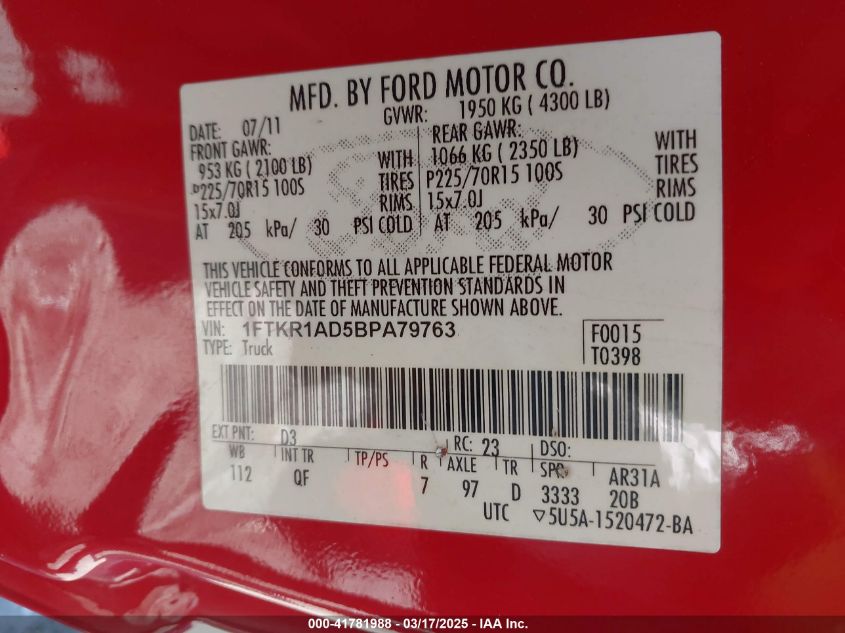 MFD. BY FORD MOTOR CO.
DATE: 07/11 GVWR: 1950 KG ( 4300 LB)
FRONT GAWR: REAR GAWR:
953 KG ( 2100 LB) WITH 1066 KG ( 2350 LB) WITH
P225/70R15 100S TIRES P225/70R15 100S TIRES
15x7.0J RIMS 15x7.0J RIMS
AT 205 kPa/ 30 PSI COLD AT 205 kPa/ 30 PSI COLD
THIS VEHICLE CONFORMS TO ALL APPLICABLE FEDERAL MOTOR
VEHICLE SAFETY AND THEFT PREVENTION STANDARDS IN
EFFECT ON THE DATE OF MANUFACTURE SHOWN ABOVE.
VIN: 1FTKR1AD5BPA79763 F0015
TYPE: Truck T0398
EXT PNT: D3 RC: 23 DSO:
WB INT TR TP/PS R AXLE TR SPR AR31A
112 QF 7 97 D 3333 20B
UTC ▽5U5A-1520472-BA
000-41781988 - 03/17/2025 - IAA Inc.